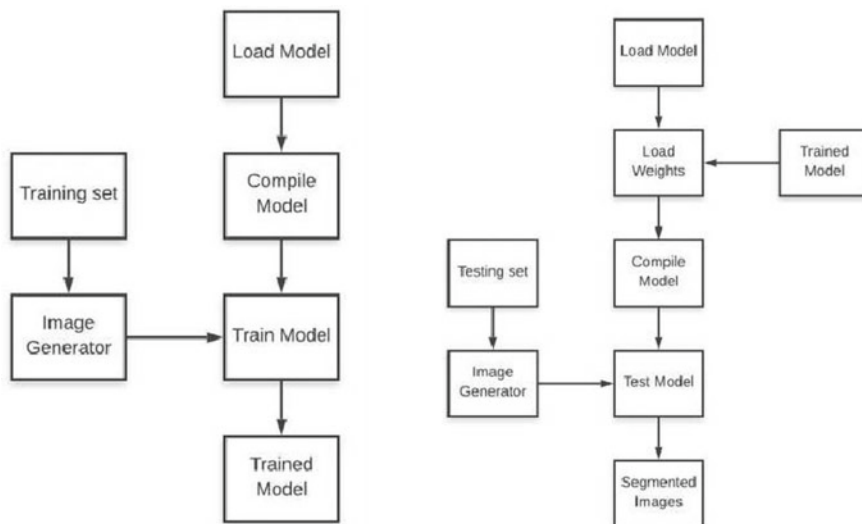 Load Model
Compile
Model
Training set
Image
Generator
Train Model
Trained
Model
Load Model
Load
Weights
Trained
Model
Compile
Model
Testing set
Image
Generator
Test Model
Segmented
Images